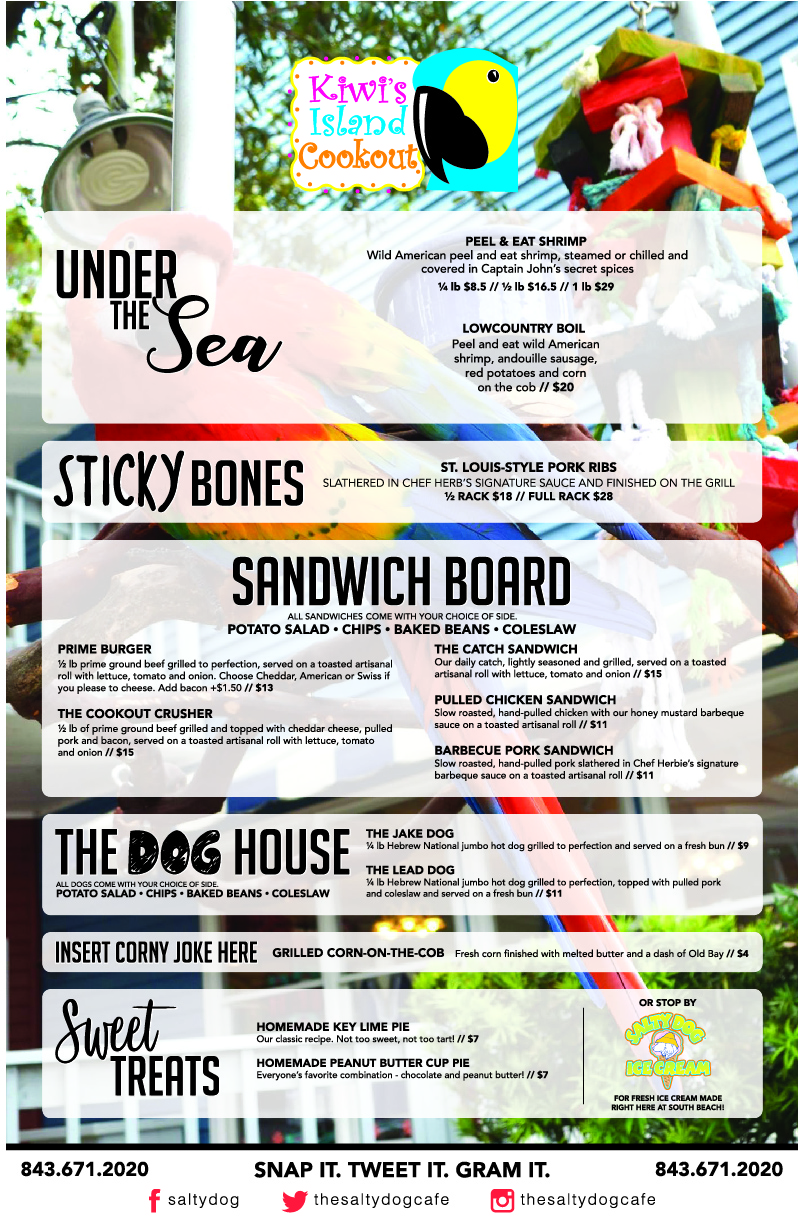 Kiwi's
Island
Cookout
UNDER
THE
Sea
PEEL & EAT SHRIMP
Wild American peel and eat shrimp, steamed or chilled and
covered in Captain John's secret spices
¼ lb $8.5 // ½ lb $16.5 // 1 lb $29
LOWCOUNTRY BOIL
Peel and eat wild American
shrimp, andouille sausage,
red potatoes and corn
on the cob // $20
STICKY BONES
ST. LOUIS-STYLE PORK RIBS
SLATHERED IN CHEF HERB'S SIGNATURE SAUCE AND FINISHED ON THE GRILL
½ RACK $18 // FULL RACK $28
SANDWICH BOARD
ALL SANDWICHES COME WITH YOUR CHOICE OF SIDE.
POTATO SALAD • CHIPS • BAKED BEANS • COLESLAW
PRIME BURGER
½ lb prime ground beef grilled to perfection, served on a toasted artisanal
roll with lettuce, tomato and onion. Choose Cheddar, American or Swiss if
you please to cheese. Add bacon +$1.50 // $13
THE COOKOUT CRUSHER
½ lb of prime ground beef grilled and topped with cheddar cheese, pulled
pork and bacon, served on a toasted artisanal roll with lettuce, tomato
and onion // $15
THE CATCH SANDWICH
Our daily catch, lightly seasoned and grilled, served on a toasted
artisanal roll with lettuce, tomato and onion // $15
PULLED CHICKEN SANDWICH
Slow roasted, hand-pulled chicken with our honey mustard barbeque
sauce on a toasted artisanal roll // $11
BARBECUE PORK SANDWICH
Slow roasted, hand-pulled pork slathered in Chef Herbie's signature
barbeque sauce on a toasted artisanal roll // $11
THE DOG HOUSE
ALL DOGS COME WITH YOUR CHOICE OF SIDE.
POTATO SALAD • CHIPS • BAKED BEANS • COLESLAW
THE JAKE DOG
¼ lb Hebrew National jumbo hot dog grilled to perfection and served on a fresh bun // $9
THE LEAD DOG
¼ lb Hebrew National jumbo hot dog grilled to perfection, topped with pulled pork
and coleslaw and served on a fresh bun // $11
INSERT CORNY JOKE HERE
GRILLED CORN-ON-THE-COB Fresh corn finished with melted butter and a dash of Old Bay // $4
Sweet
TREATS
HOMEMADE KEY LIME PIE
Our classic recipe. Not too sweet, not too tart! // $7
HOMEMADE PEANUT BUTTER CUP PIE
Everyone's favorite combination - chocolate and peanut butter! // $7
OR STOP BY
SALTY DOG
ICE CREAM
FOR FRESH ICE CREAM MADE
RIGHT HERE AT SOUTH BEACH!
843.671.2020 SNAP IT. TWEET IT. GRAM IT. 843.671.2020
saltydog thesaltydogcafe thesaltydogcafe